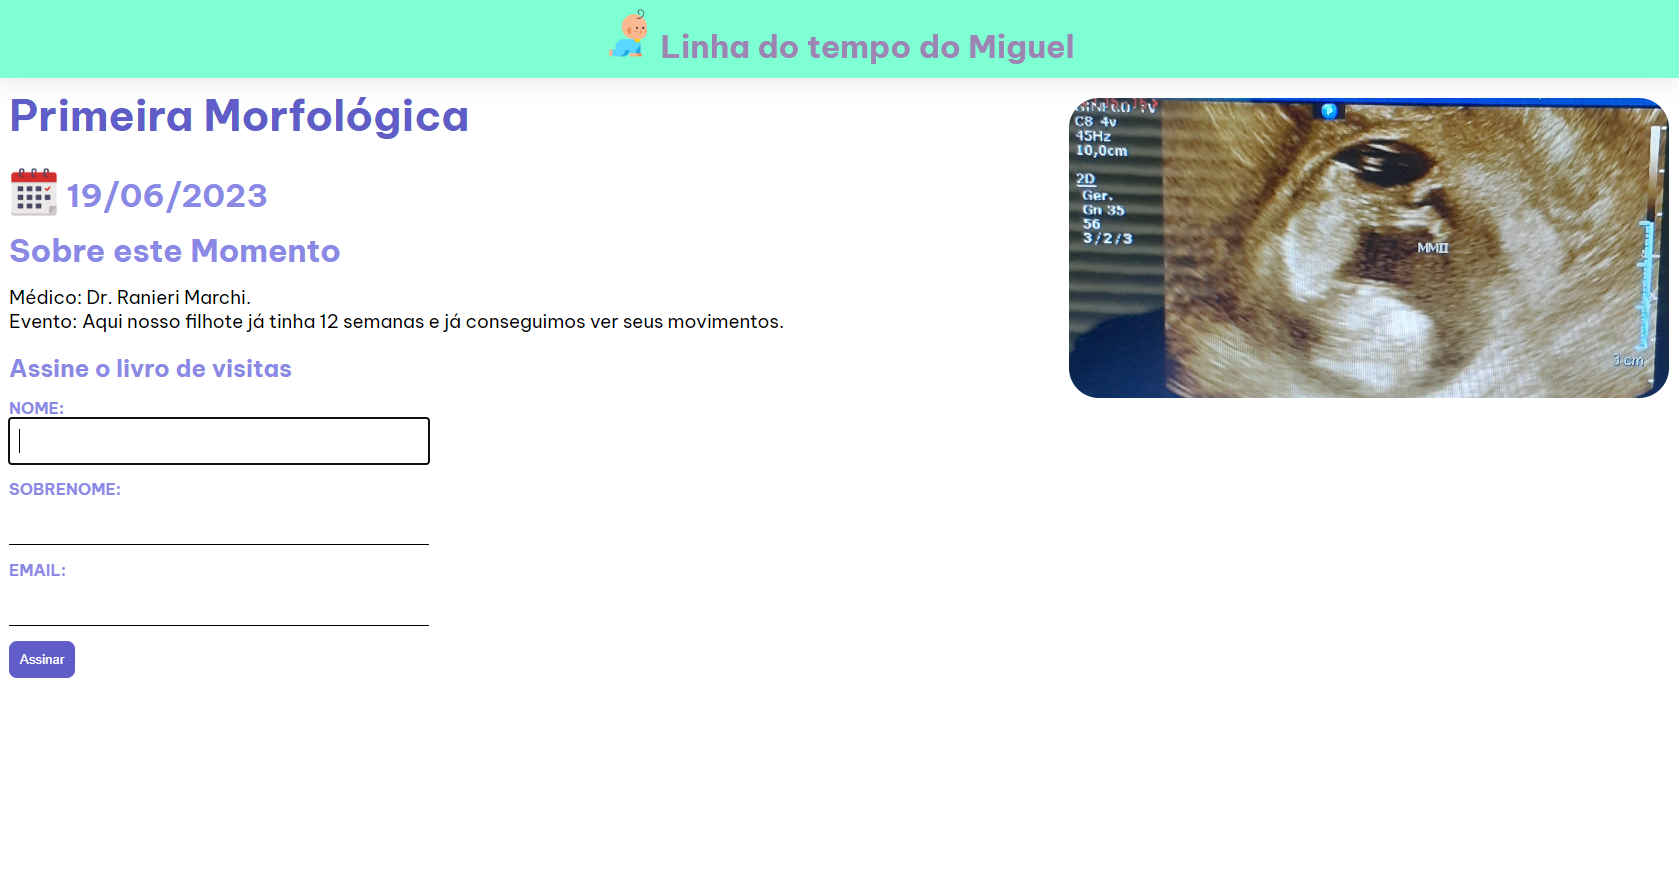 Linha do tempo do Miguel
Primeira Morfológica
19/06/2023
Sobre este Momento
Médico: Dr. Ranieri Marchi.
Evento: Aqui nosso filhote já tinha 12 semanas e já conseguimos ver seus movimentos.
Assine o livro de visitas
NOME:
SOBRENOME:
EMAIL:
Assinar
C8 4v
45Hz
10,0cm
2D
Ger.
Gn 35
56
3/2/3
MMII
3 cm